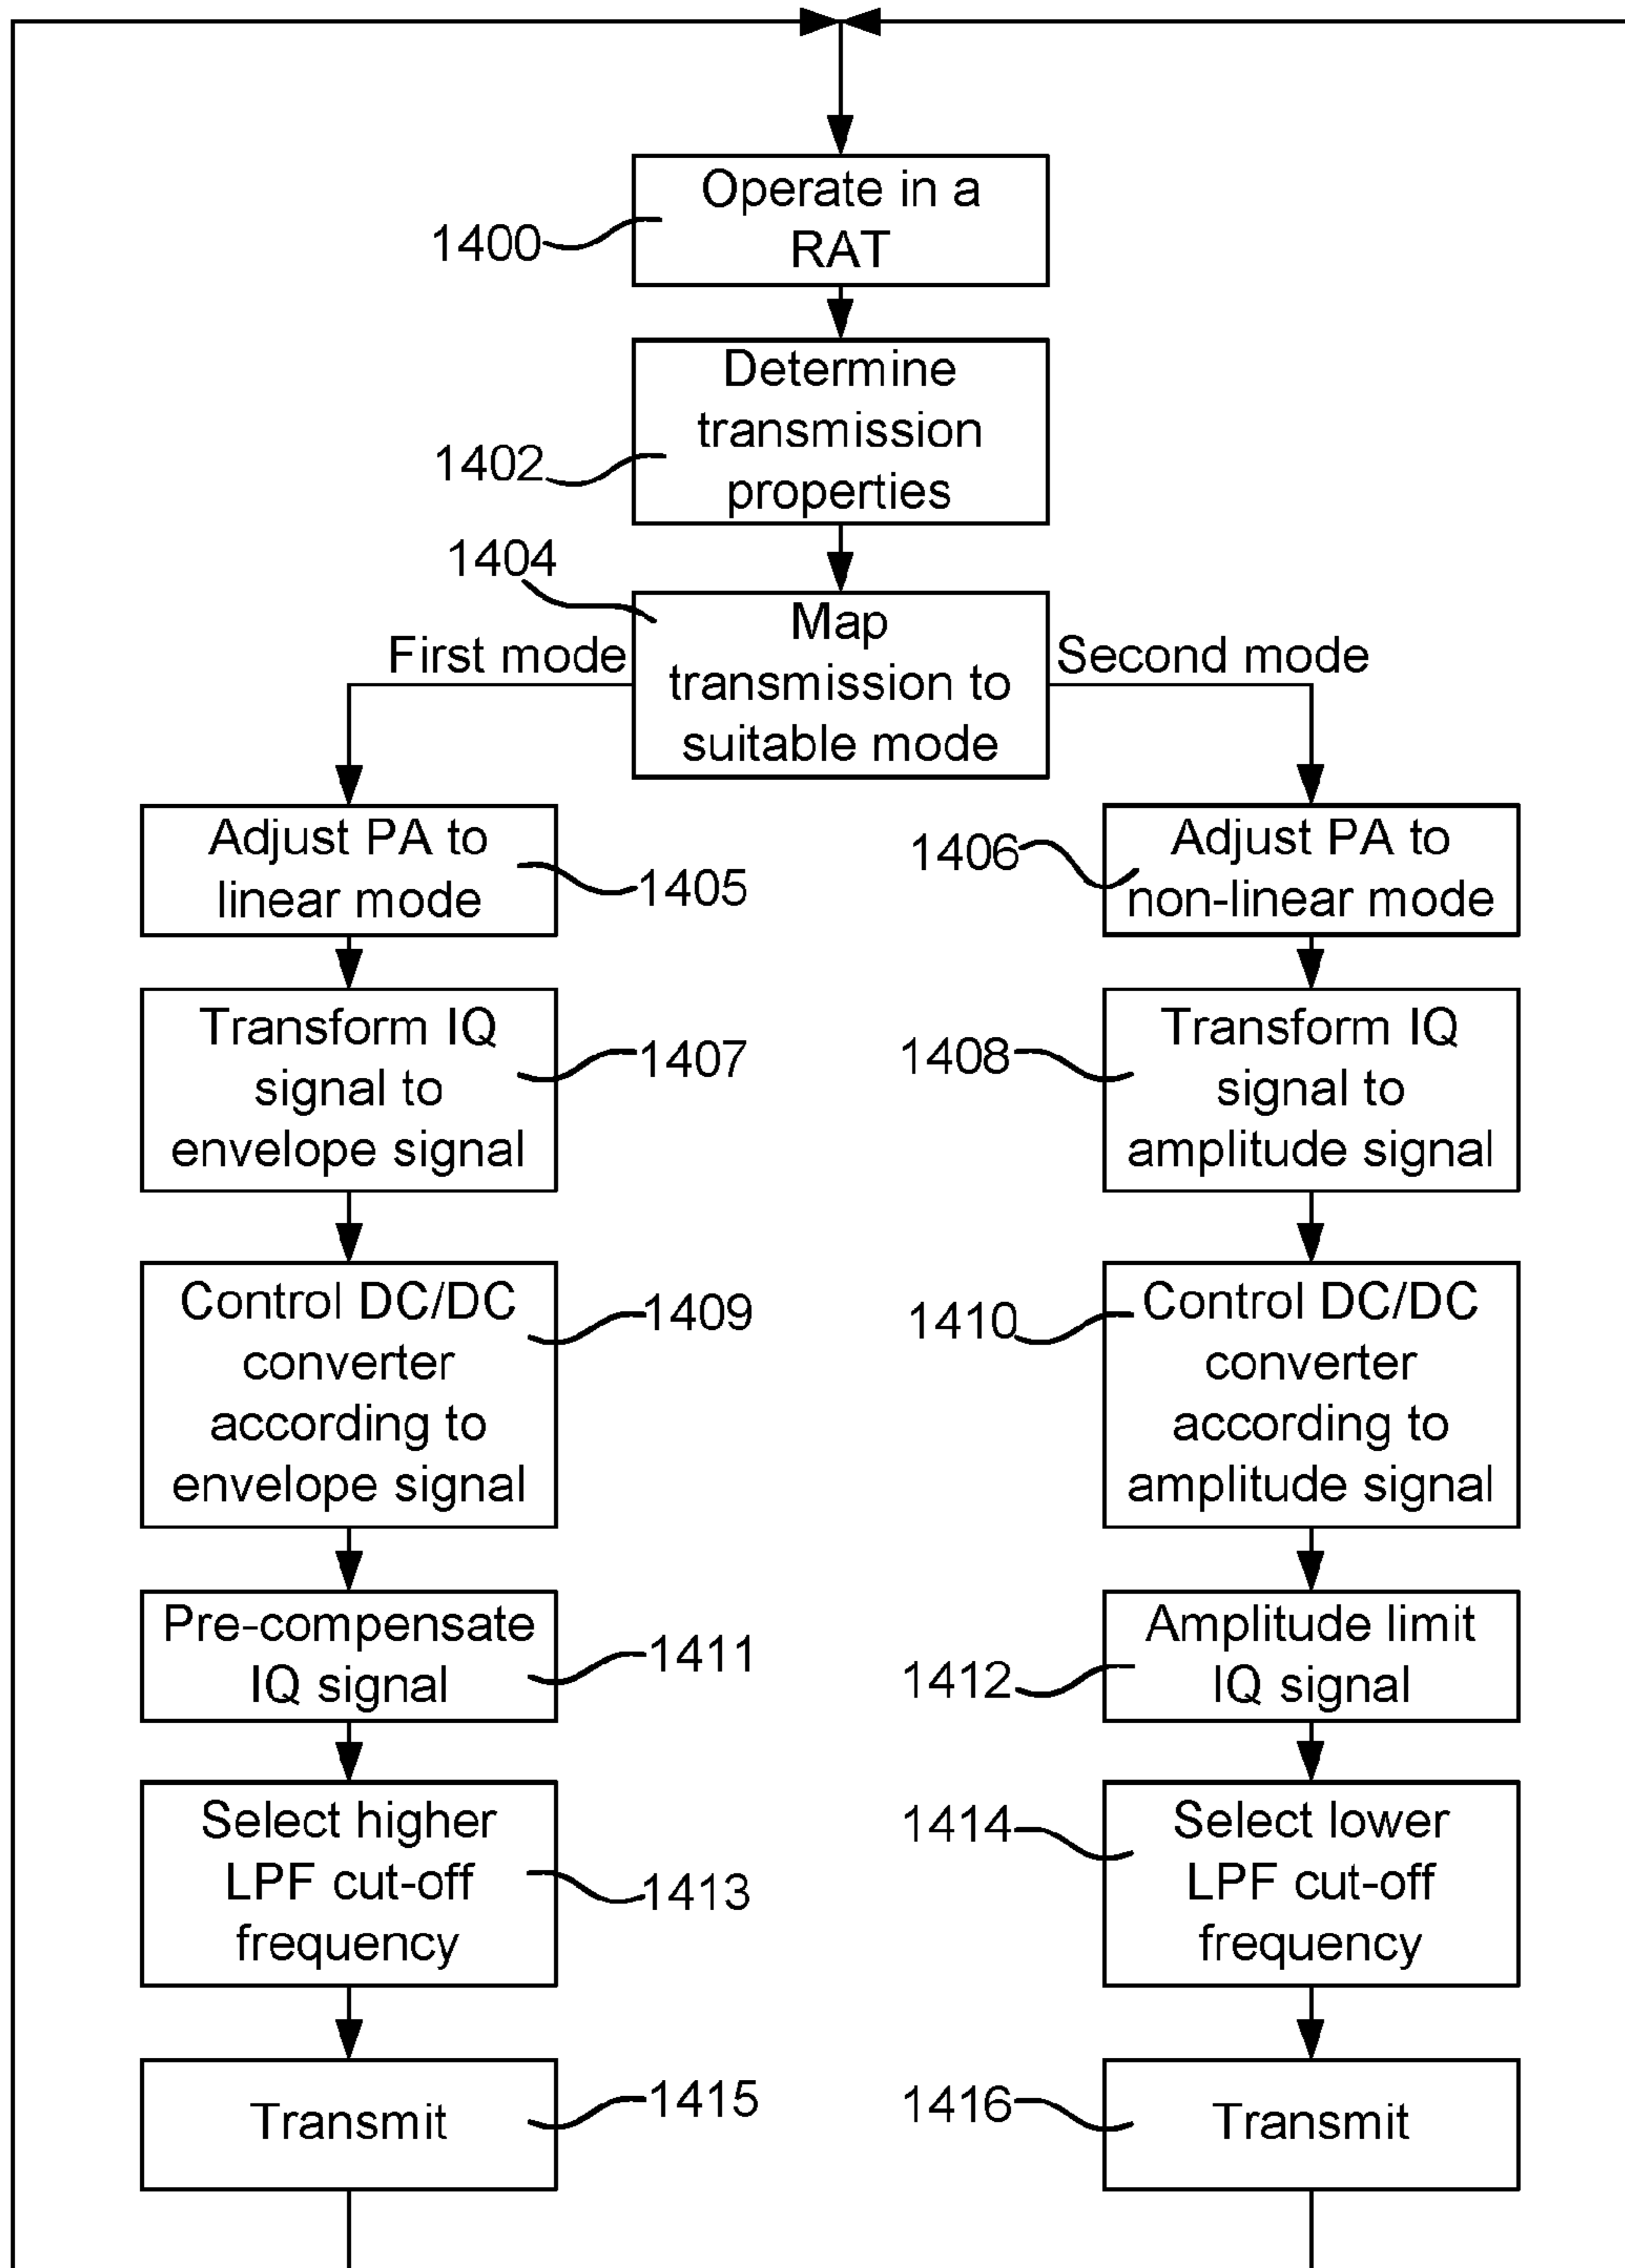 Operate in a
RAT
1400
Determine
transmission
properties
1402
1404
Map
transmission to
suitable mode
First mode
Second mode
Adjust PA to
linear mode
1405
1406
Adjust PA to
non-linear mode
Transform IQ
signal to
envelope signal
1407
1408
Transform IQ
signal to
amplitude signal
Control DC/DC
converter
according to
envelope signal
1409
1410
Control DC/DC
converter
according to
amplitude signal
Pre-compensate
IQ signal
1411
1412
Amplitude limit
IQ signal
Select higher
LPF cut-off
frequency
1413
1414
Select lower
LPF cut-off
frequency
Transmit
1415
1416
Transmit